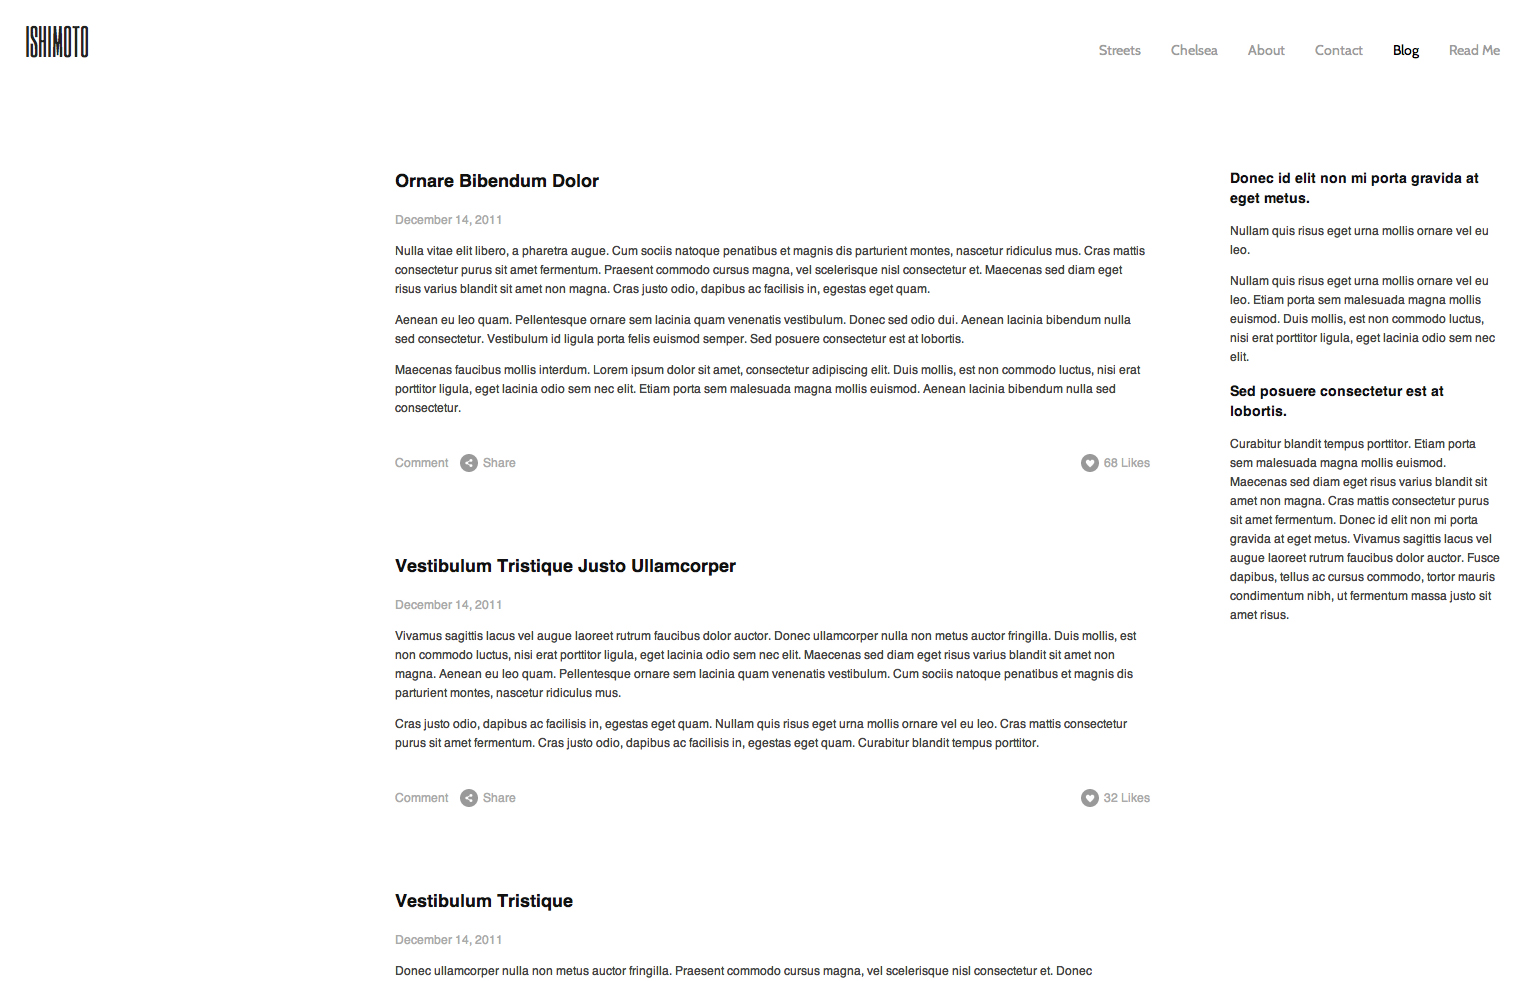 ISHIMOTO
Streets Chelsea About Contact Blog Read Me
Ornare Bibendum Dolor
December 14, 2011
Nulla vitae elit libero, a pharetra augue. Cum sociis natoque penatibus et magnis dis parturient montes, nascetur ridiculus mus. Cras mattis
consectetur purus sit amet fermentum. Praesent commodo cursus magna, vel scelerisque nisl consectetur et. Maecenas sed diam eget
risus varius blandit sit amet non magna. Cras justo odio, dapibus ac facilisis in, egestas eget quam.
Aenean eu leo quam. Pellentesque ornare sem lacinia quam venenatis vestibulum. Donec sed odio dui. Aenean lacinia bibendum nulla
sed consectetur. Vestibulum id ligula porta felis euismod semper. Sed posuere consectetur est at lobortis.
Maecenas faucibus mollis interdum. Lorem ipsum dolor sit amet, consectetur adipiscing elit. Duis mollis, est non commodo luctus, nisi erat
porttitor ligula, eget lacinia odio sem nec elit. Etiam porta sem malesuada magna mollis euismod. Aenean lacinia bibendum nulla sed
consectetur.
Comment Share 68 Likes
Vestibulum Tristique Justo Ullamcorper
December 14, 2011
Vivamus sagittis lacus vel augue laoreet rutrum faucibus dolor auctor. Donec ullamcorper nulla non metus auctor fringilla. Duis mollis, est
non commodo luctus, nisi erat porttitor ligula, eget lacinia odio sem nec elit. Maecenas sed diam eget risus varius blandit sit amet non
magna. Aenean eu leo quam. Pellentesque ornare sem lacinia quam venenatis vestibulum. Cum sociis natoque penatibus et magnis dis
parturient montes, nascetur ridiculus mus.
Cras justo odio, dapibus ac facilisis in, egestas eget quam. Nullam quis risus eget urna mollis ornare vel eu leo. Cras mattis consectetur
purus sit amet fermentum. Cras justo odio, dapibus ac facilisis in, egestas eget quam. Curabitur blandit tempus porttitor.
Comment Share 32 Likes
Vestibulum Tristique
December 14, 2011
Donec ullamcorper nulla non metus auctor fringilla. Praesent commodo cursus magna, vel scelerisque nisl consectetur et. Donec
Donec id elit non mi porta gravida at
eget metus.
Nullam quis risus eget urna mollis ornare vel eu
leo.
Nullam quis risus eget urna mollis ornare vel eu
leo. Etiam porta sem malesuada magna mollis
euismod. Duis mollis, est non commodo luctus,
nisi erat porttitor ligula, eget lacinia odio sem nec
elit.
Sed posuere consectetur est at
lobortis.
Curabitur blandit tempus porttitor. Etiam porta
sem malesuada magna mollis euismod.
Maecenas sed diam eget risus varius blandit sit
amet non magna. Cras mattis consectetur purus
sit amet fermentum. Donec id elit non mi porta
gravida at eget metus. Vivamus sagittis lacus vel
augue laoreet rutrum faucibus dolor auctor. Fusce
dapibus, tellus ac cursus commodo, tortor mauris
condimentum nibh, ut fermentum massa justo sit
amet risus.